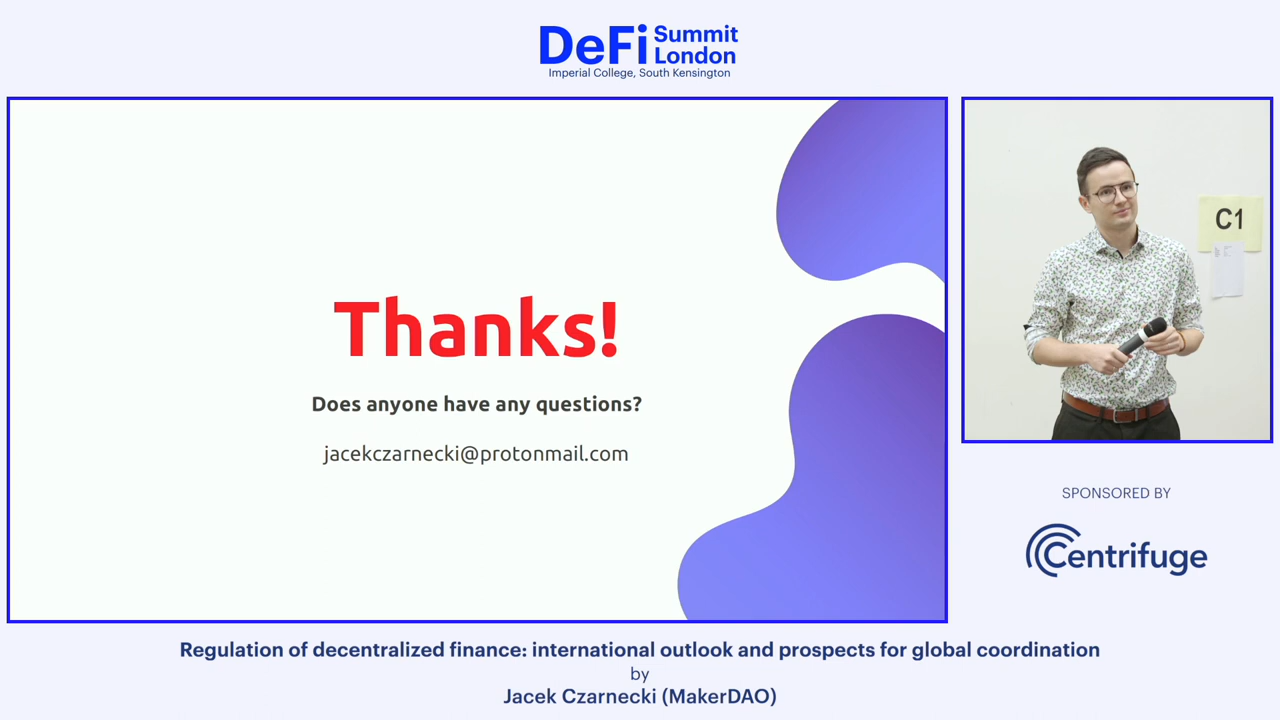 DeFi Summit
London
Imperial College, South Kensington
Thanks!
Does anyone have any questions?
jacekczarnecki@protonmail.com
C1
SPONSORED BY
Centrifuge
Regulation of decentralized finance: international outlook and prospects for global coordination
by
Jacek Czarnecki (MakerDAO)